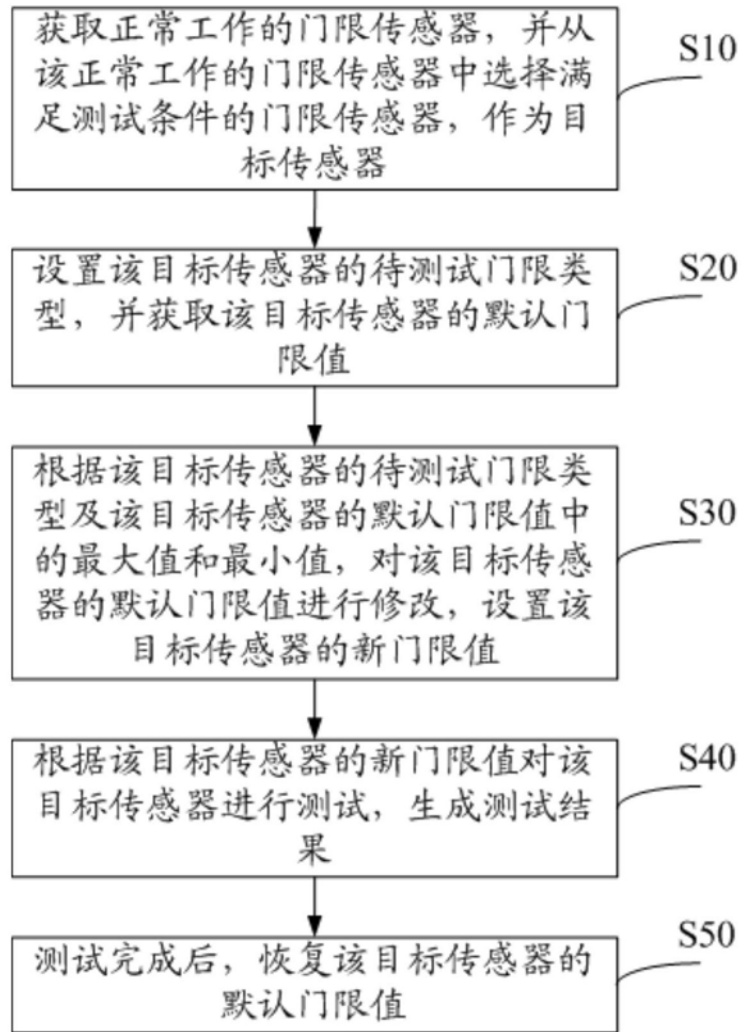 获取正常工作的门限传感器，并从
该正常工作的门限传感器中选择满
足测试条件的门限传感器，作为目
标传感器
S10
设置该目标传感器的待测试门限类
型，并获取该目标传感器的默认门
限值
S20
根据该目标传感器的待测试门限类
型及该目标传感器的默认门限值中
的最大值和最小值，对该目标传感
器的默认门限值进行修改，设置该
目标传感器的新门限值
S30
根据该目标传感器的新门限值对该
目标传感器进行测试，生成测试结
果
S40
测试完成后，恢复该目标传感器的
默认门限值
S50